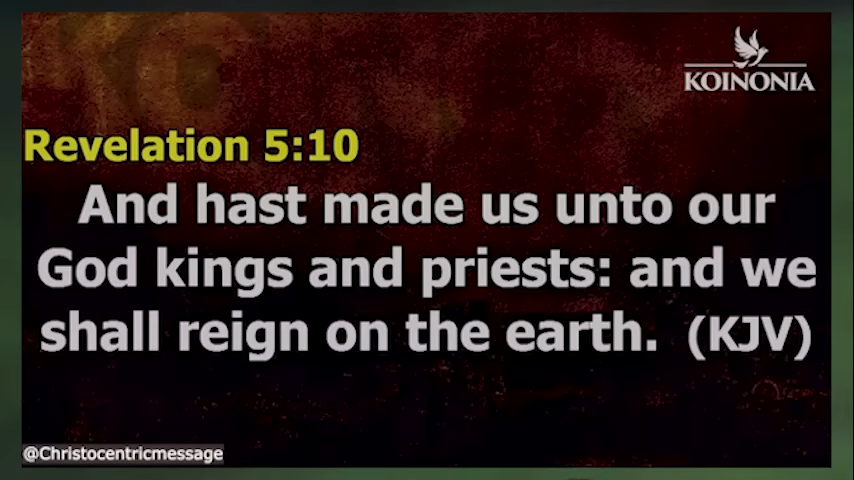 KOINONIA
Revelation 5:10
And hast made us unto our
God kings and priests: and we
shall reign on the earth. (KJV)
@Christocentricmessage